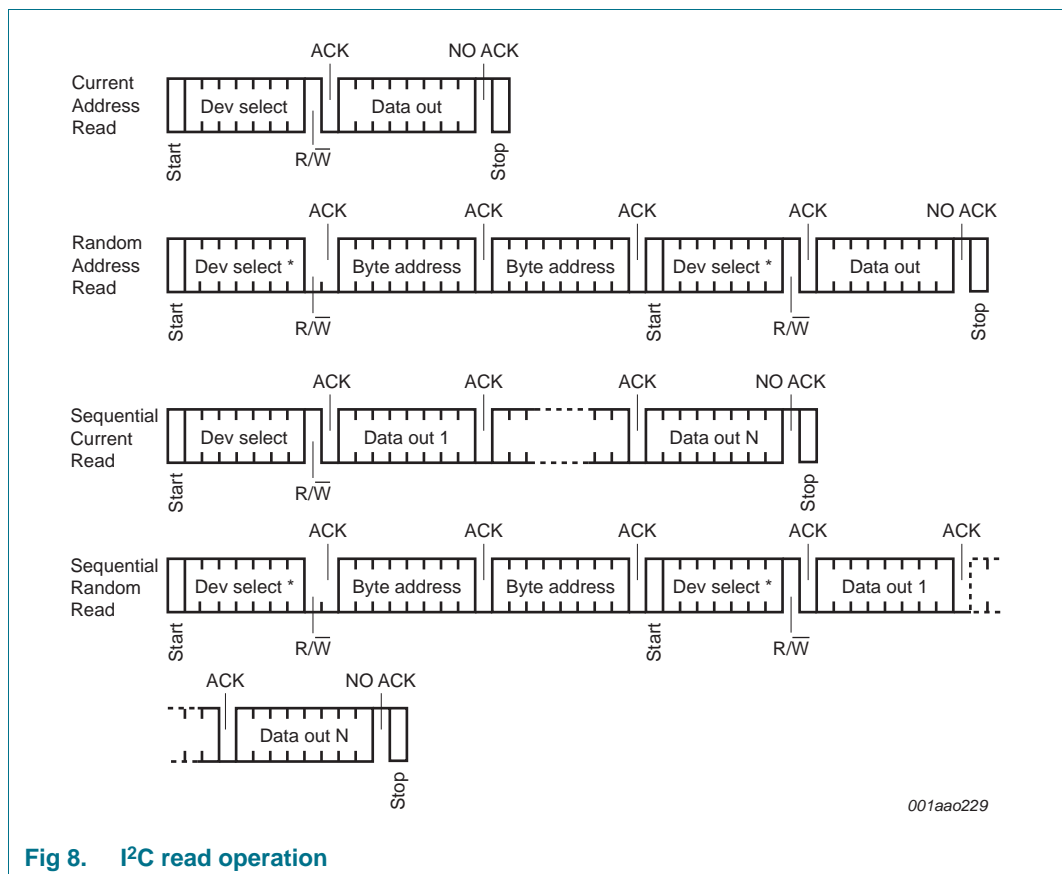 ACK NO ACK
Current
Address
Read
Dev select Data out
Start R/W̅ Stop
ACK ACK ACK ACK NO ACK
Random
Address
Read
Dev select * Byte address Byte address Dev select * Data out
Start R/W̅ Start R/W̅ Stop
ACK ACK ACK NO ACK
Sequential
Current
Read
Dev select Data out 1 Data out N
Start R/W̅ Stop
ACK ACK ACK ACK ACK
Sequential
Random
Read
Dev select * Byte address Byte address Dev select * Data out 1
Start R/W̅ Start R/W̅
ACK NO ACK
Data out N
Stop
001aao229
Fig 8. I²C read operation